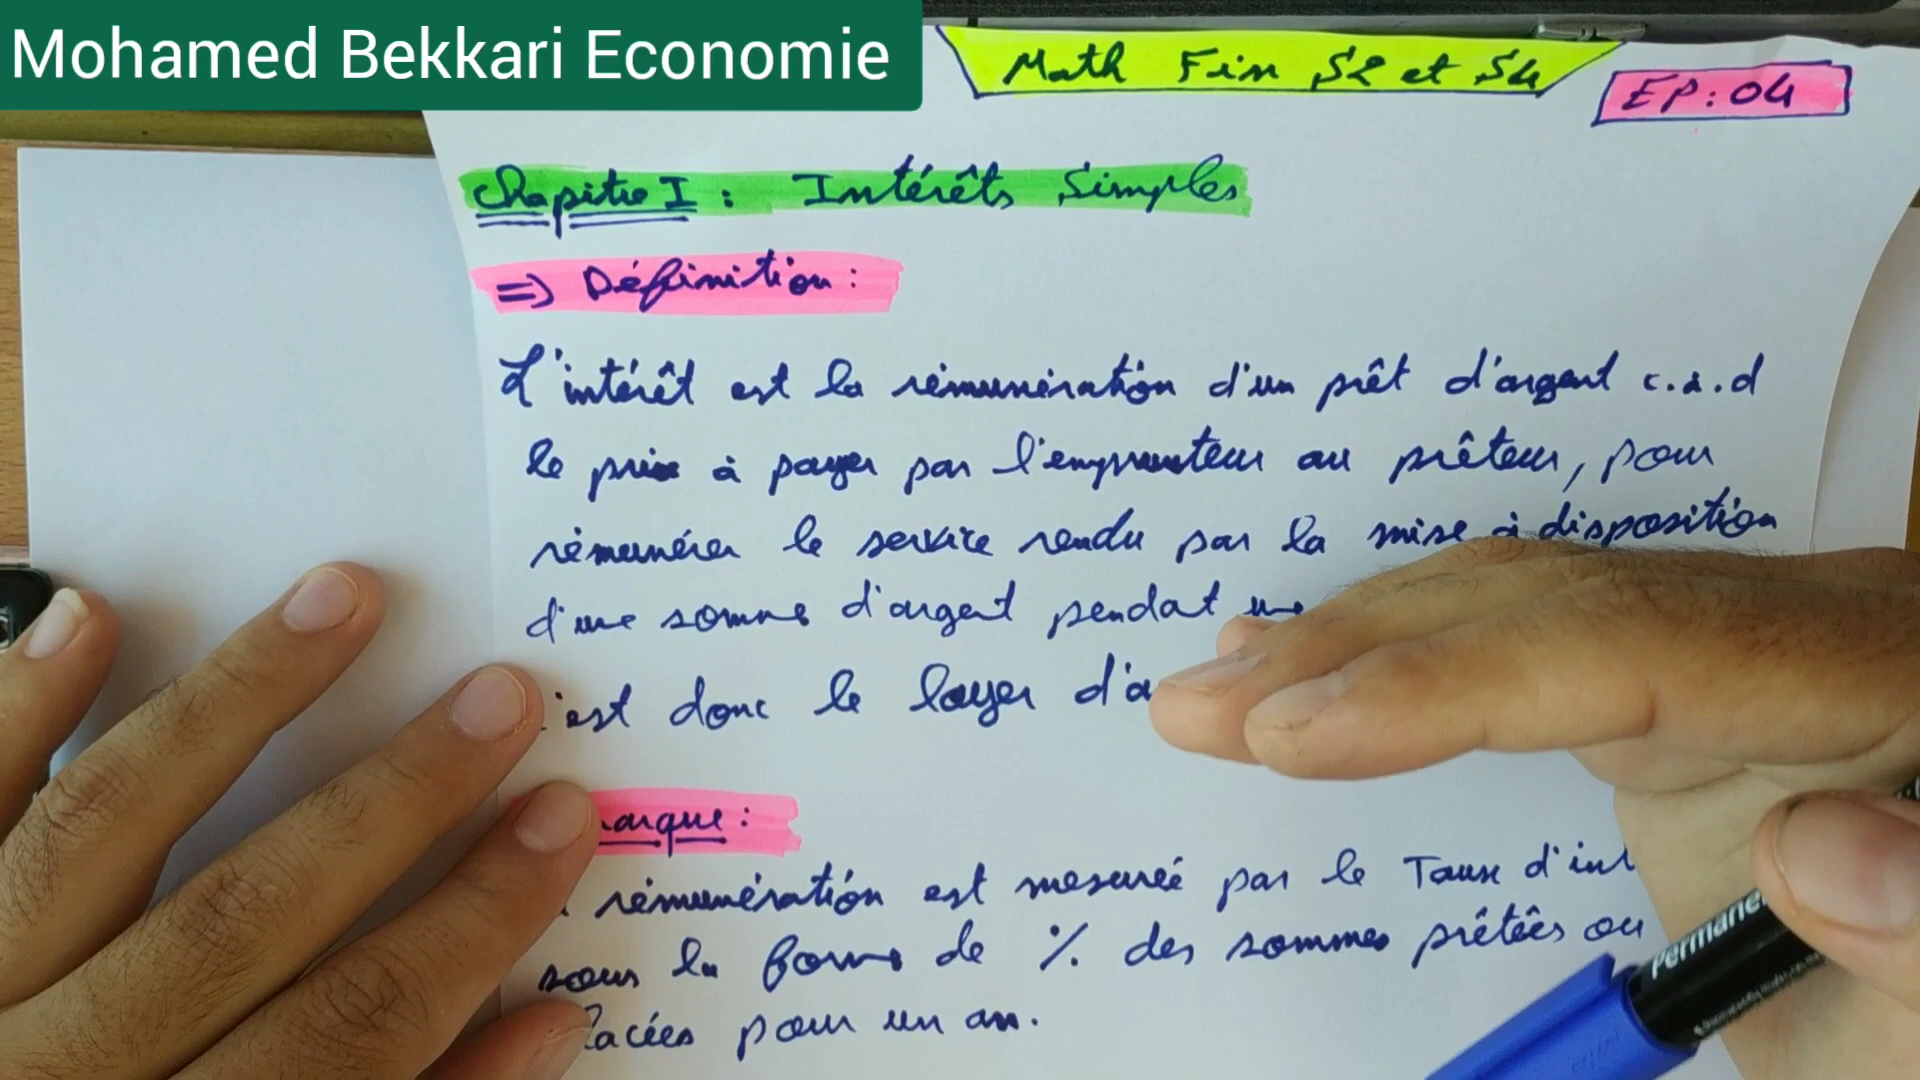 Mohamed Bekkari Economie
Math Fin S2 et S4
EP: 04
Chapitre I : Intérêts Simples
=> Définition :
L'intérêt est la rémunération d'un prêt d'argent c.à.d
le prix à payer par l'emprunteur au prêteur, pour
rémunérer le service rendu par la mise à disposition
d'une somme d'argent pendat une
'est donc le loyer d'a
arque :
rémunération est mesurée par le Taux d'int
sous la forme de % des sommes prêtées ou
lacées pour un an.
Permane